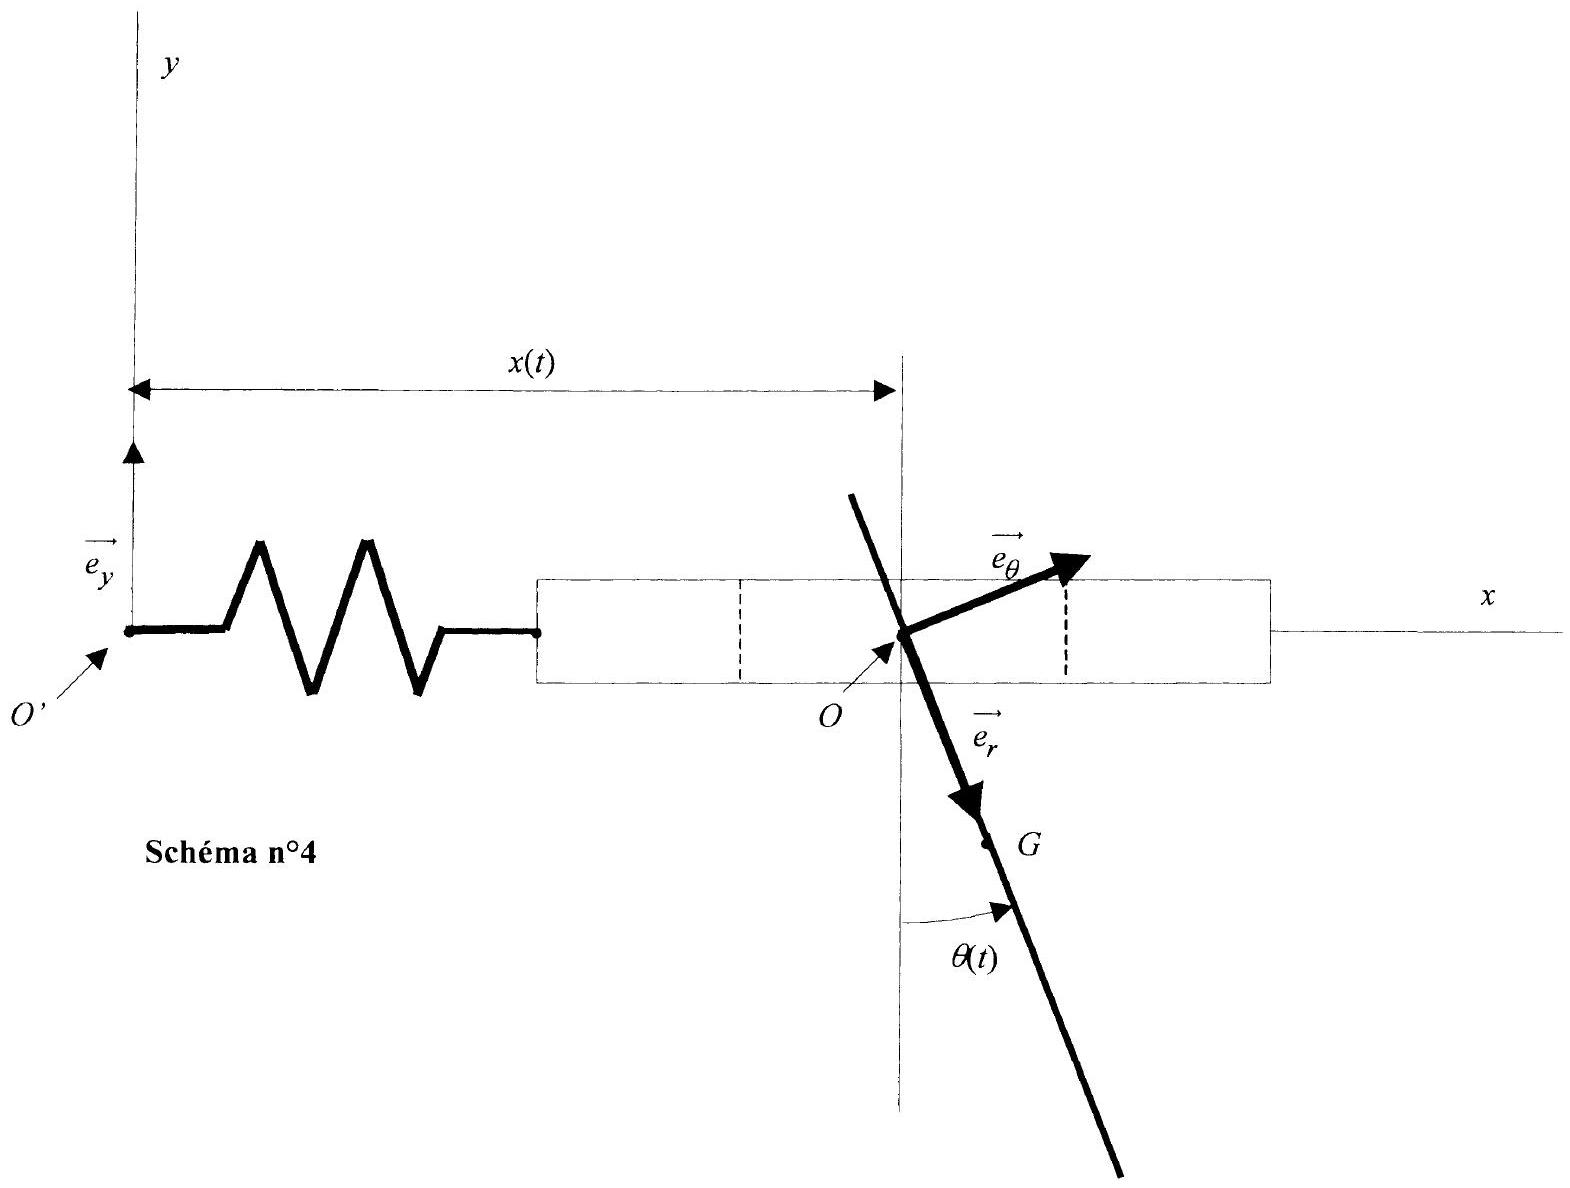 y
x(t)
e_y
e_θ
x
O'
O
e_r
Schéma n°4
G
θ(t)